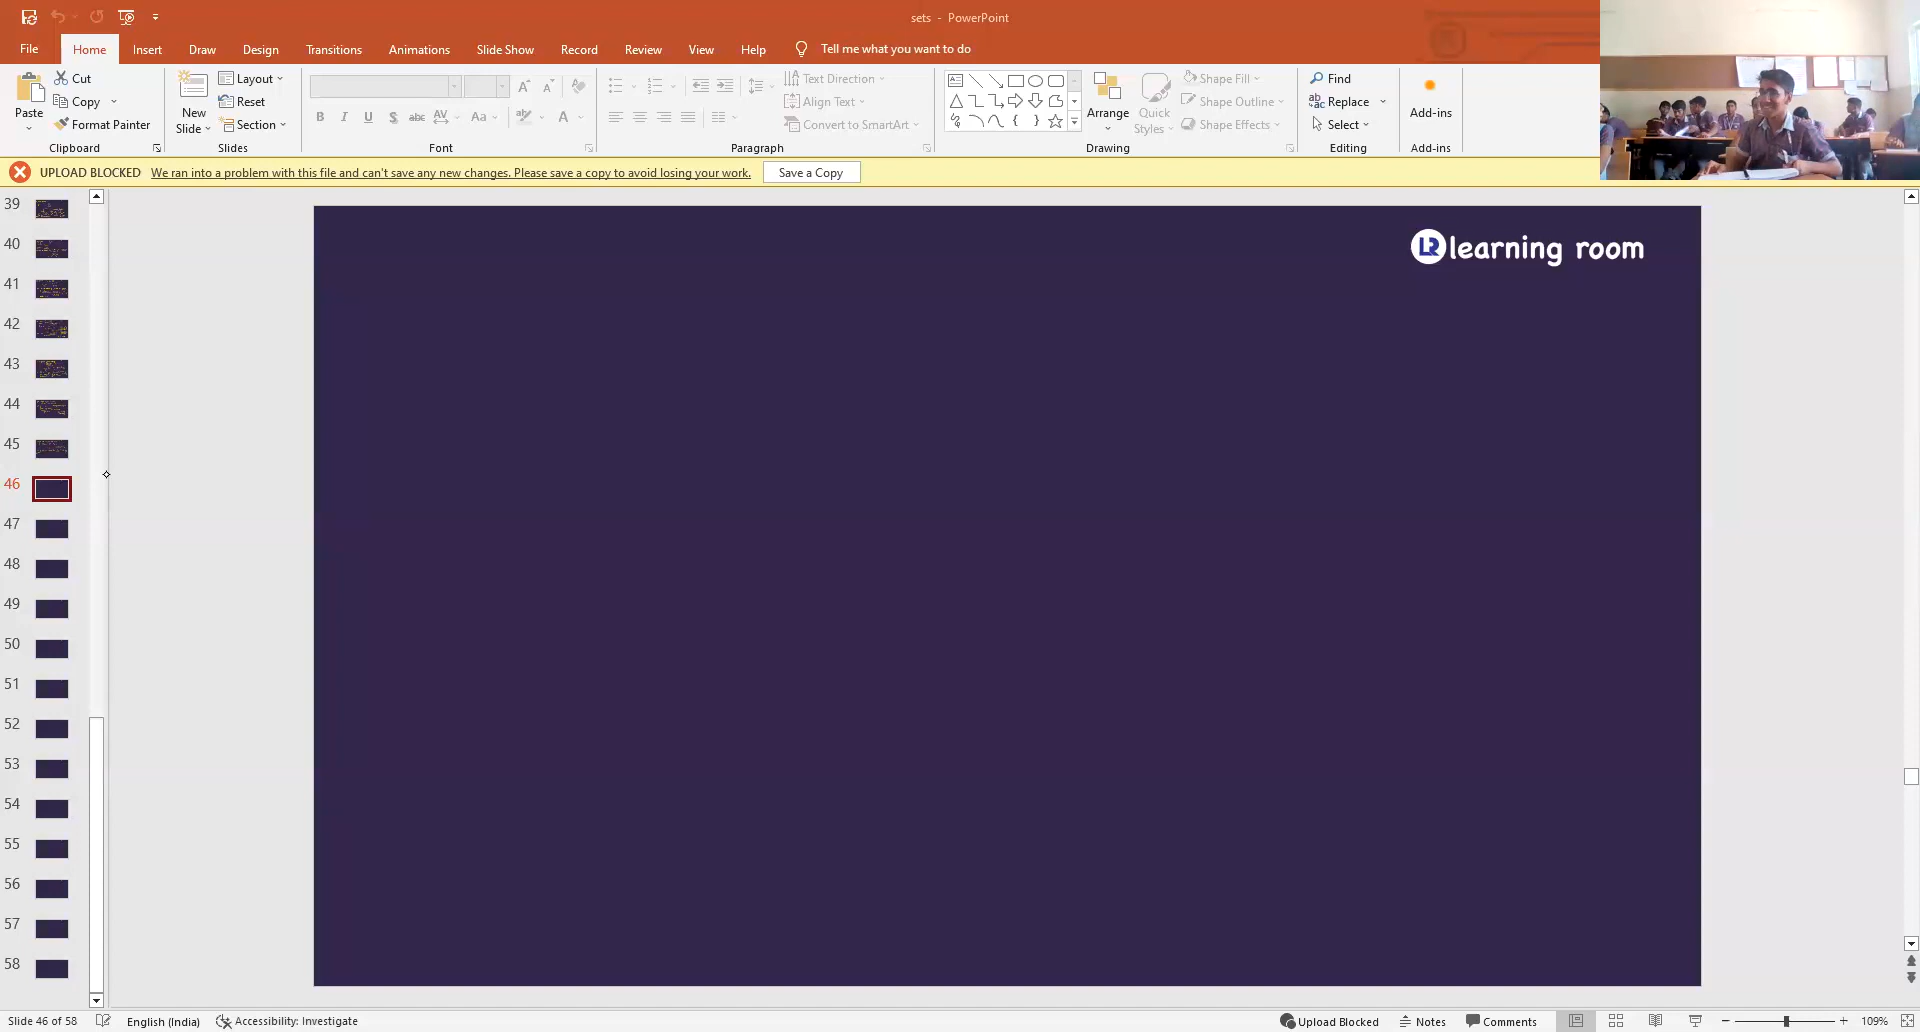 sets - PowerPoint
File Home Insert Draw Design Transitions Animations Slide Show Record Review View Help Tell me what you want to do
Paste
Cut
Copy
Format Painter
Clipboard
New
Slide
Layout
Reset
Section
Slides
B I U S abc AV Aa A
Font
Text Direction
Align Text
Convert to SmartArt
Paragraph
Arrange
Quick
Styles
Shape Fill
Shape Outline
Shape Effects
Drawing
Find
Replace
Select
Editing
Add-ins
Add-ins
UPLOAD BLOCKED We ran into a problem with this file and can't save any new changes. Please save a copy to avoid losing your work. Save a Copy
39
40
41
42
43
44
45
46
47
48
49
50
51
52
53
54
55
56
57
58
LR learning room
Slide 46 of 58 English (India) Accessibility: Investigate Upload Blocked Notes Comments 109%